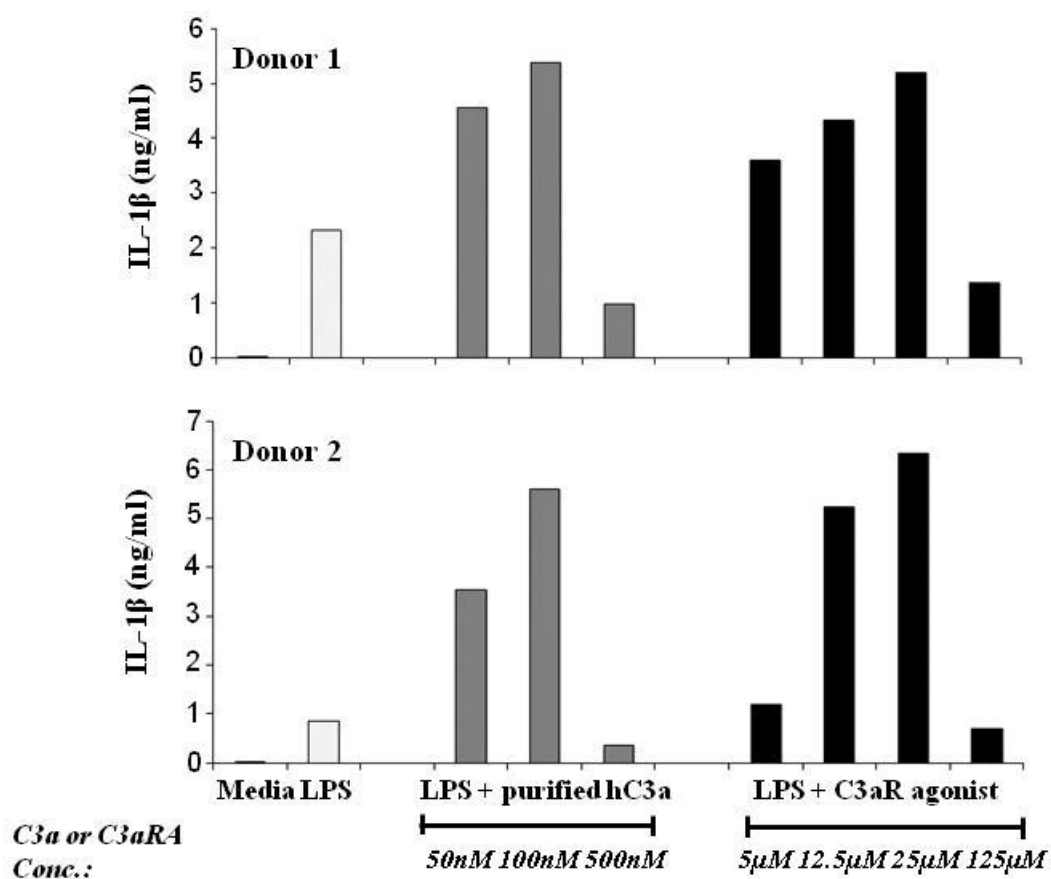 6
Donor 1
5
4
3
2
1
0
IL-1β (ng/ml)
7
Donor 2
6
5
4
3
2
1
0
IL-1β (ng/ml)
Media LPS LPS + purified hC3a LPS + C3aR agonist
C3a or C3aRA
Conc.: 50nM 100nM 500nM 5µM 12.5µM 25µM 125µM